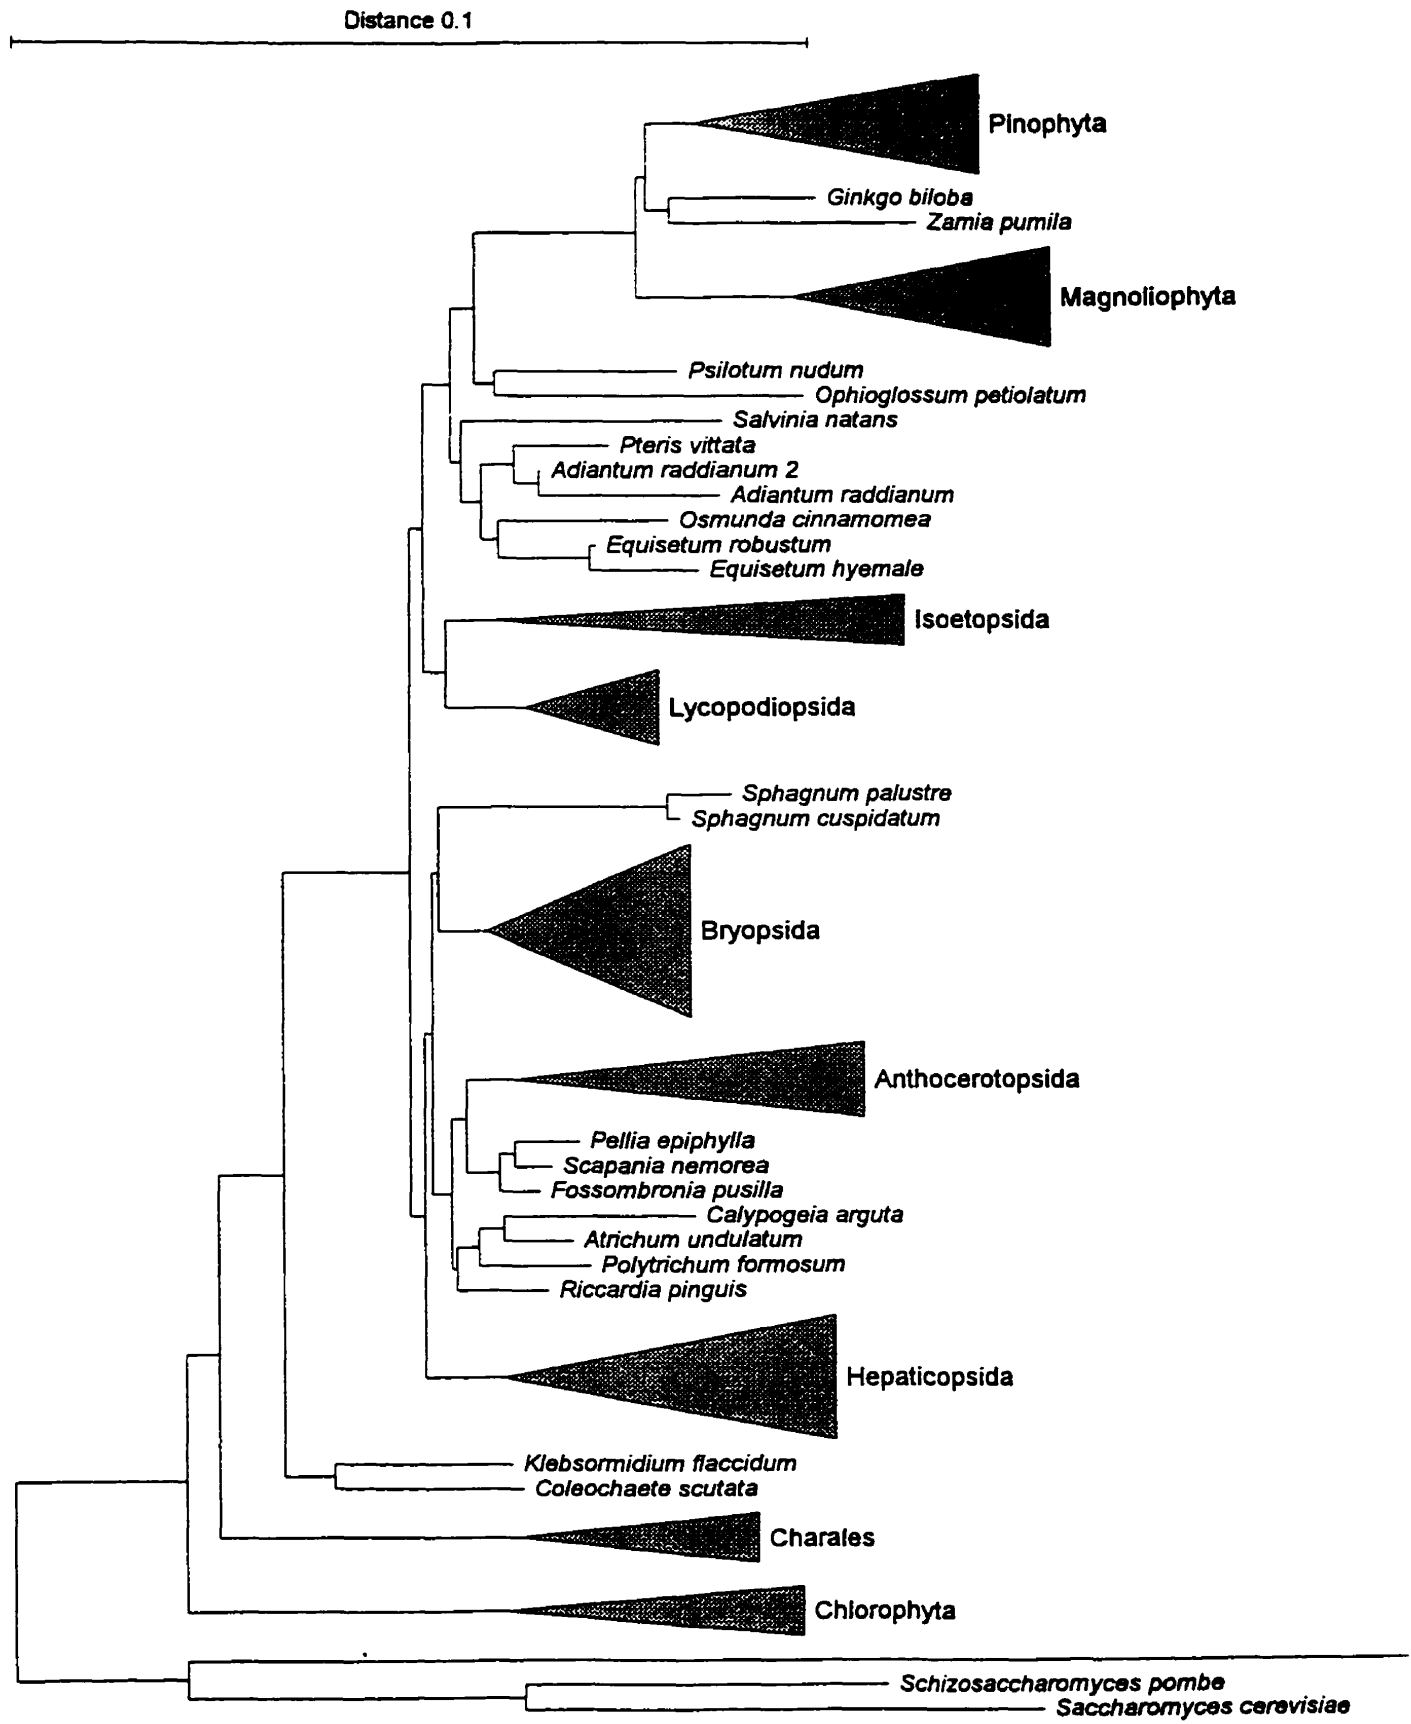 Distance 0.1
Pinophyta
Ginkgo biloba
Zamia pumila
Magnoliophyta
Psilotum nudum
Ophioglossum petiolatum
Salvinia natans
Pteris vittata
Adiantum raddianum 2
Adiantum raddianum
Osmunda cinnamomea
Equisetum robustum
Equisetum hyemale
Isoetopsida
Lycopodiopsida
Sphagnum palustre
Sphagnum cuspidatum
Bryopsida
Anthocerotopsida
Pellia epiphylla
Scapania nemorea
Fossombronia pusilla
Calypogeia arguta
Atrichum undulatum
Polytrichum formosum
Riccardia pinguis
Hepaticopsida
Klebsormidium flaccidum
Coleochaete scutata
Charales
Chlorophyta
Schizosaccharomyces pombe
Saccharomyces cerevisiae